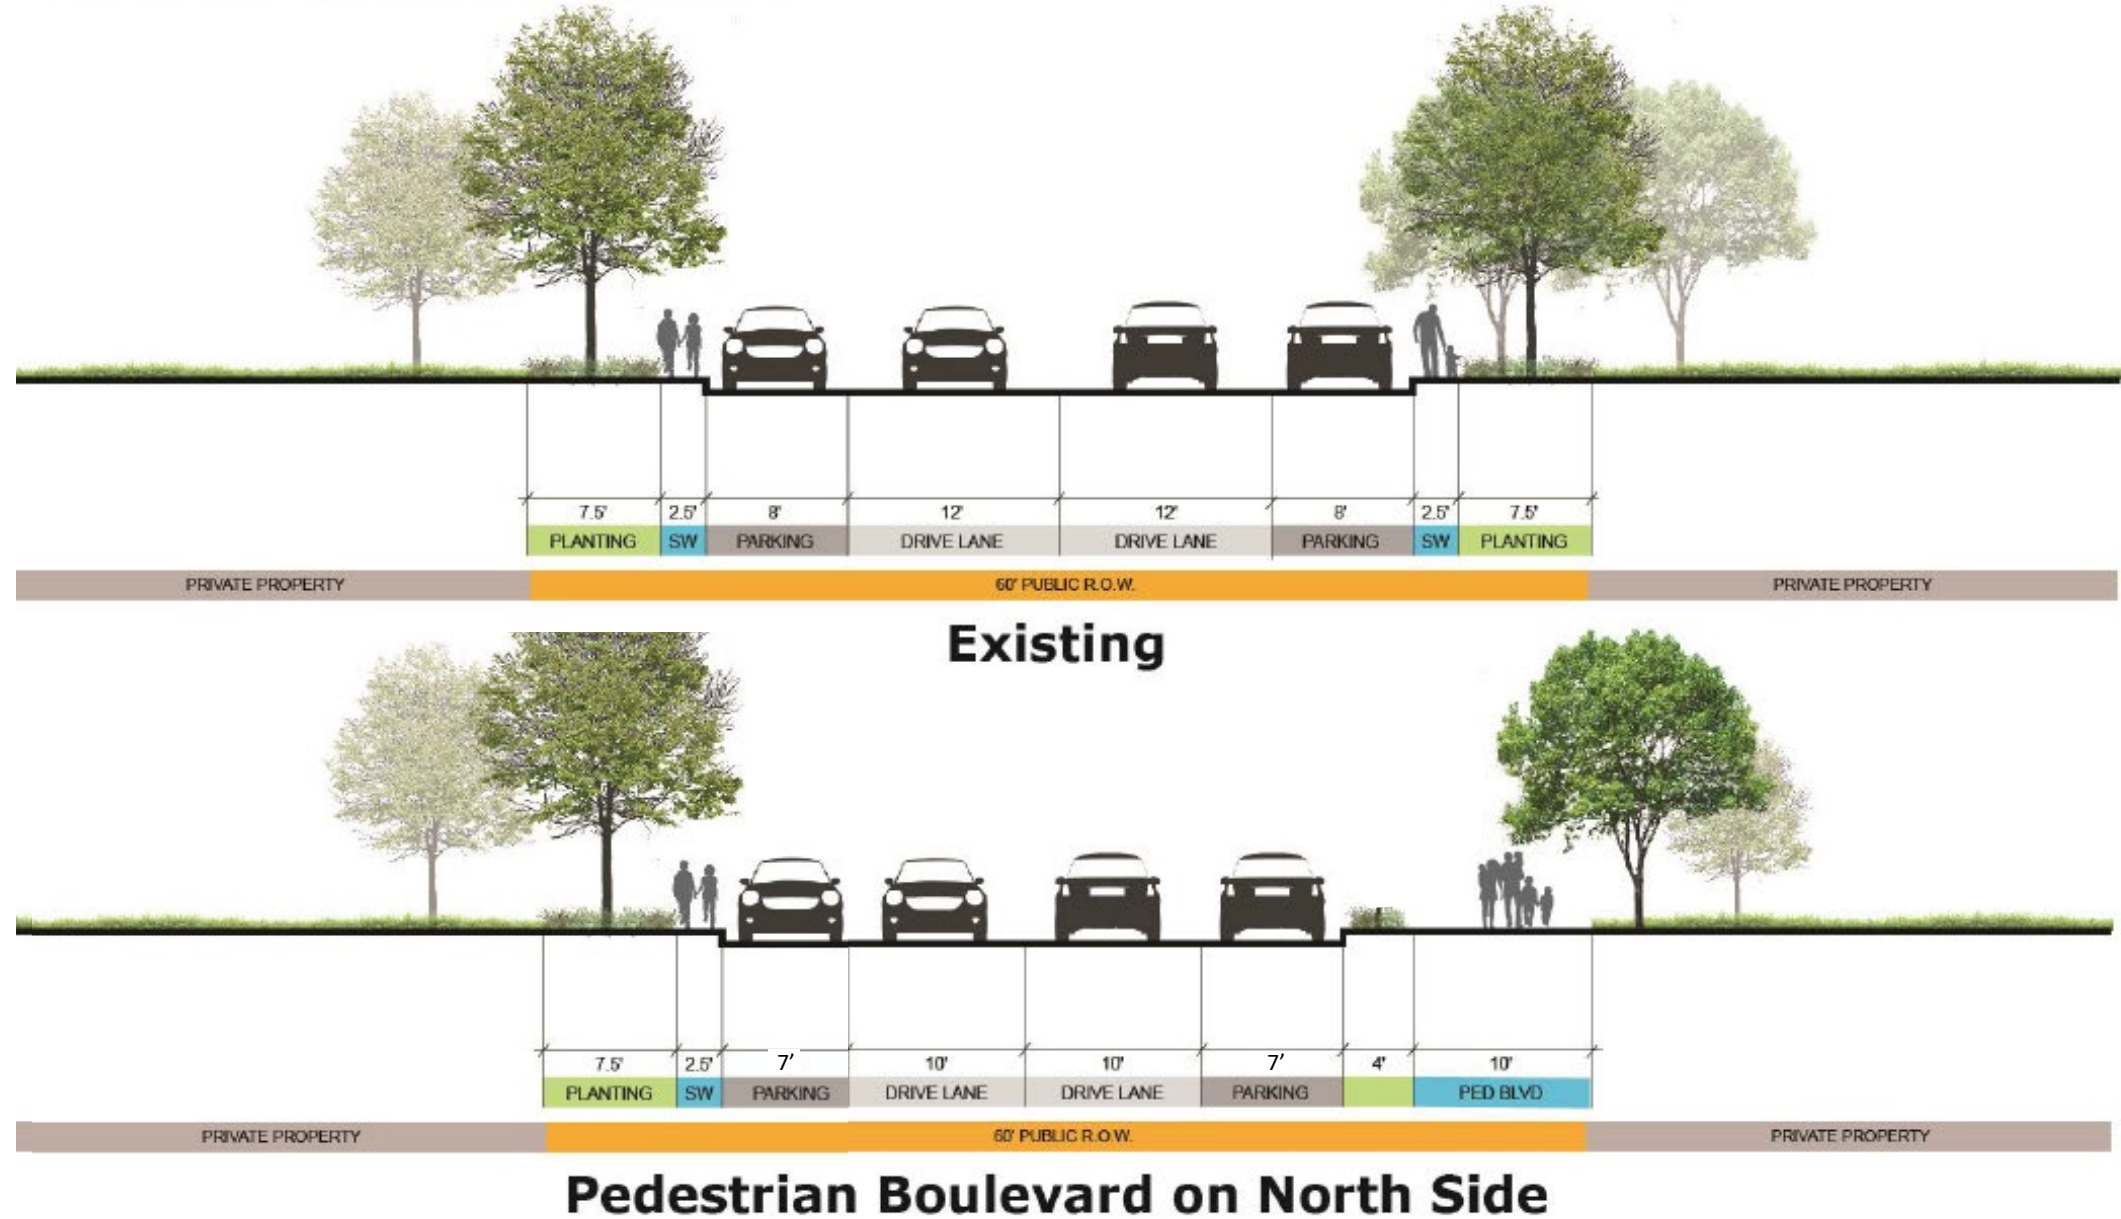 7.5' 2.5' 8' 12' 12' 8' 2.5' 7.5'
PLANTING SW PARKING DRIVE LANE DRIVE LANE PARKING SW PLANTING
PRIVATE PROPERTY 60' PUBLIC R.O.W. PRIVATE PROPERTY
Existing
7.5' 2.5' 7’ 10' 10' 7’ 4' 10'
PLANTING SW PARKING DRIVE LANE DRIVE LANE PARKING PED BLVD
PRIVATE PROPERTY 60' PUBLIC R.O.W. PRIVATE PROPERTY
Pedestrian Boulevard on North Side